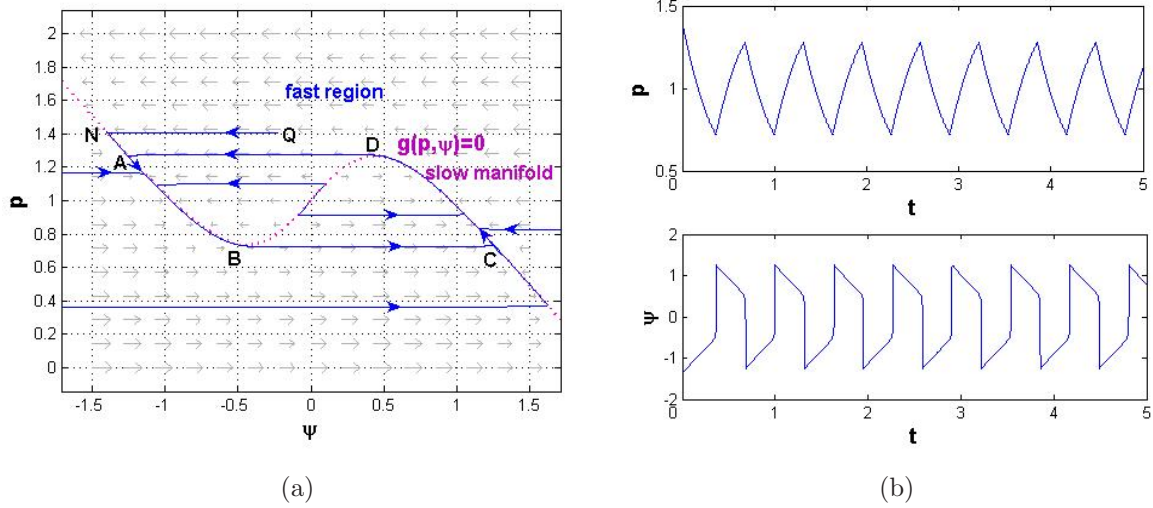 2
1.8
1.6
1.4
1.2
1
0.8
0.6
0.4
0.2
0
p
-1.5 -1 -0.5 0 0.5 1 1.5
ψ
fast region
N
Q
A
D
g(p,ψ)=0
slow manifold
B
C
(a)
1.5
1
0.5
p
0 1 2 3 4 5
t
2
1
0
-1
-2
ψ
0 1 2 3 4 5
t
(b)